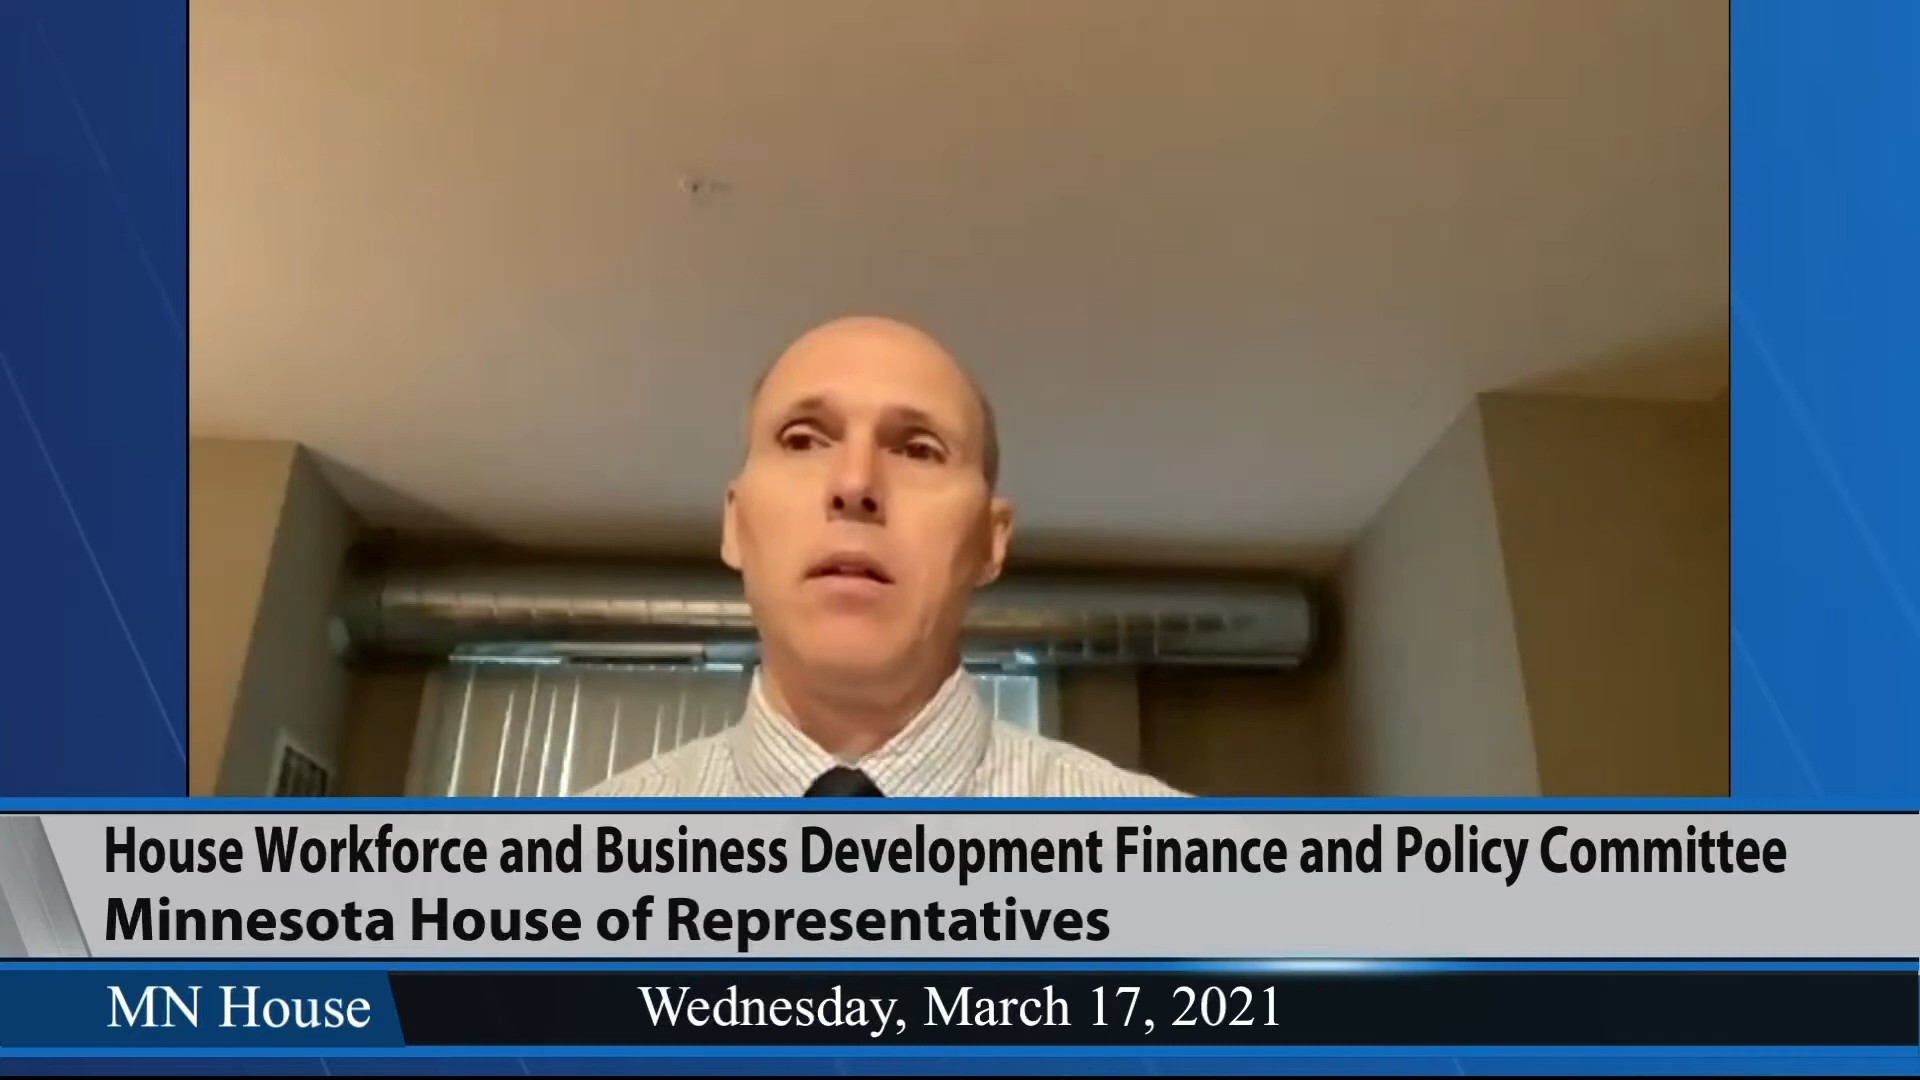 House Workforce and Business Development Finance and Policy Committee
Minnesota House of Representatives
MN House
Wednesday, March 17, 2021